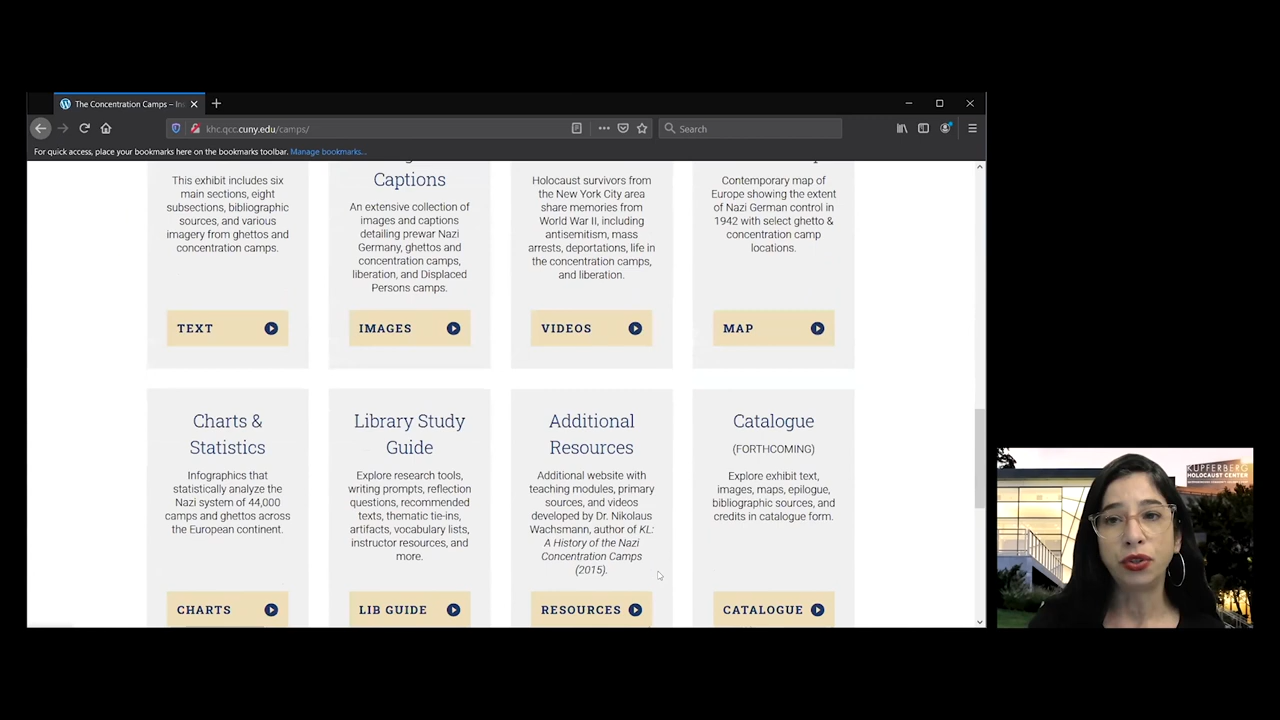 The Concentration Camps – Ins
khc.qcc.cuny.edu/camps/
Search
For quick access, place your bookmarks here on the bookmarks toolbar. Manage bookmarks...
This exhibit includes six
main sections, eight
subsections, bibliographic
sources, and various
imagery from ghettos and
concentration camps.
TEXT
Captions
An extensive collection of
images and captions
detailing prewar Nazi
Germany, ghettos and
concentration camps,
liberation, and Displaced
Persons camps.
IMAGES
Holocaust survivors from
the New York City area
share memories from
World War II, including
antisemitism, mass
arrests, deportations, life in
the concentration camps,
and liberation.
VIDEOS
Contemporary map of
Europe showing the extent
of Nazi German control in
1942 with select ghetto &
concentration camp
locations.
MAP
Charts &
Statistics
Infographics that
statistically analyze the
Nazi system of 44,000
camps and ghettos across
the European continent.
CHARTS
Library Study
Guide
Explore research tools,
writing prompts, reflection
questions, recommended
texts, thematic tie-ins,
artifacts, vocabulary lists,
instructor resources, and
more.
LIB GUIDE
Additional
Resources
Additional website with
teaching modules, primary
sources, and videos
developed by Dr. Nikolaus
Wachsmann, author of KL:
A History of the Nazi
Concentration Camps
(2015).
RESOURCES
Catalogue
(FORTHCOMING)
Explore exhibit text,
images, maps, epilogue,
bibliographic sources, and
credits in catalogue form.
CATALOGUE
KUPFERBERG
HOLOCAUST CENTER